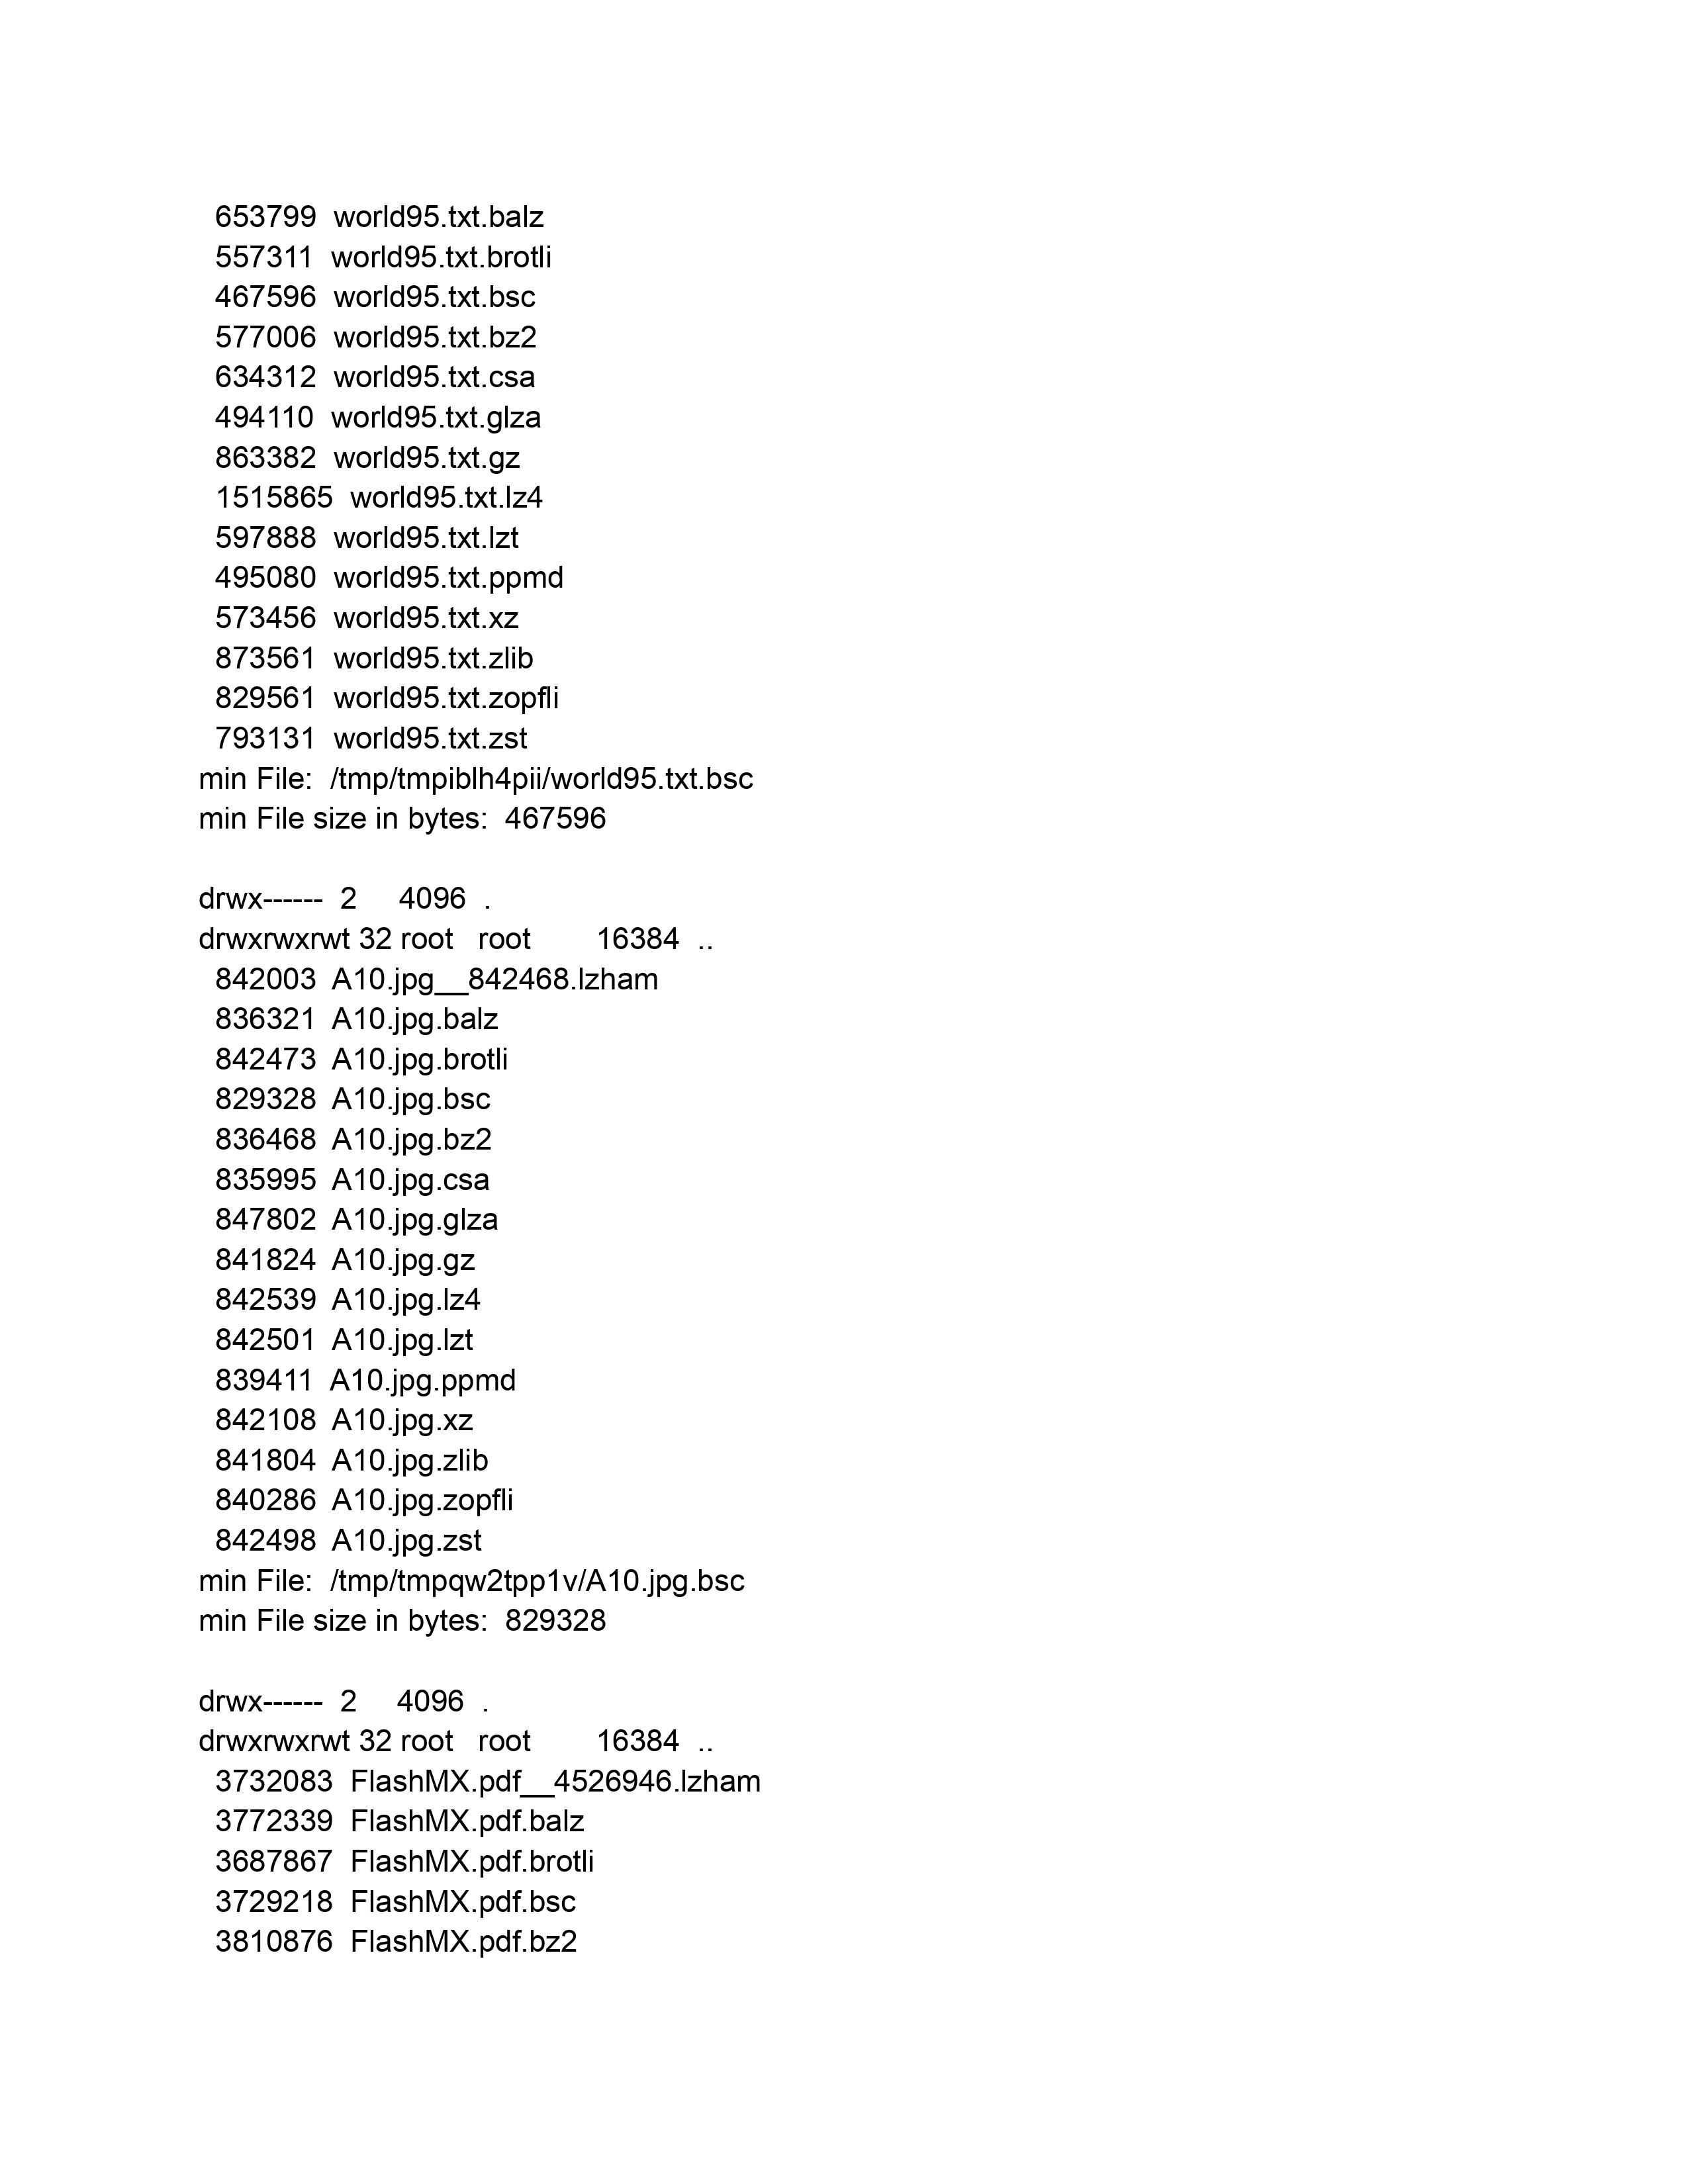 653799  world95.txt.balz
557311  world95.txt.brotli
467596  world95.txt.bsc
577006  world95.txt.bz2
634312  world95.txt.csa
494110  world95.txt.glza
863382  world95.txt.gz
1515865  world95.txt.lz4
597888  world95.txt.lzt
495080  world95.txt.ppmd
573456  world95.txt.xz
873561  world95.txt.zlib
829561  world95.txt.zopfli
793131  world95.txt.zst
min File:  /tmp/tmpiblh4pii/world95.txt.bsc
min File size in bytes:  467596
drwx------  2     4096  .
drwxrwxrwt 32 root   root        16384  ..
842003  A10.jpg__842468.lzham
836321  A10.jpg.balz
842473  A10.jpg.brotli
829328  A10.jpg.bsc
836468  A10.jpg.bz2
835995  A10.jpg.csa
847802  A10.jpg.glza
841824  A10.jpg.gz
842539  A10.jpg.lz4
842501  A10.jpg.lzt
839411  A10.jpg.ppmd
842108  A10.jpg.xz
841804  A10.jpg.zlib
840286  A10.jpg.zopfli
842498  A10.jpg.zst
min File:  /tmp/tmpqw2tpp1v/A10.jpg.bsc
min File size in bytes:  829328
drwx------  2     4096  .
drwxrwxrwt 32 root   root        16384  ..
3732083  FlashMX.pdf__4526946.lzham
3772339  FlashMX.pdf.balz
3687867  FlashMX.pdf.brotli
3729218  FlashMX.pdf.bsc
3810876  FlashMX.pdf.bz2